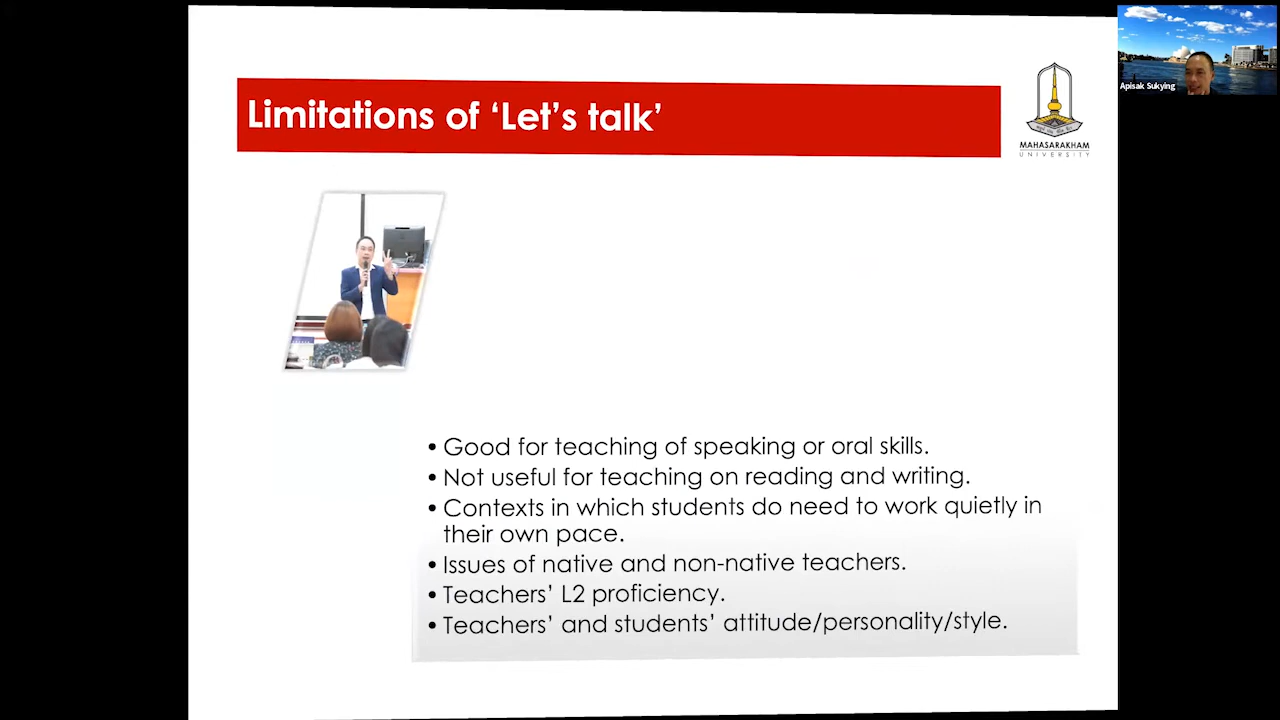 Limitations of ‘Let’s talk’
MAHASARAKHAM
UNIVERSITY
Apisak Sukying
• Good for teaching of speaking or oral skills.
• Not useful for teaching on reading and writing.
• Contexts in which students do need to work quietly in
their own pace.
• Issues of native and non-native teachers.
• Teachers’ L2 proficiency.
• Teachers’ and students’ attitude/personality/style.